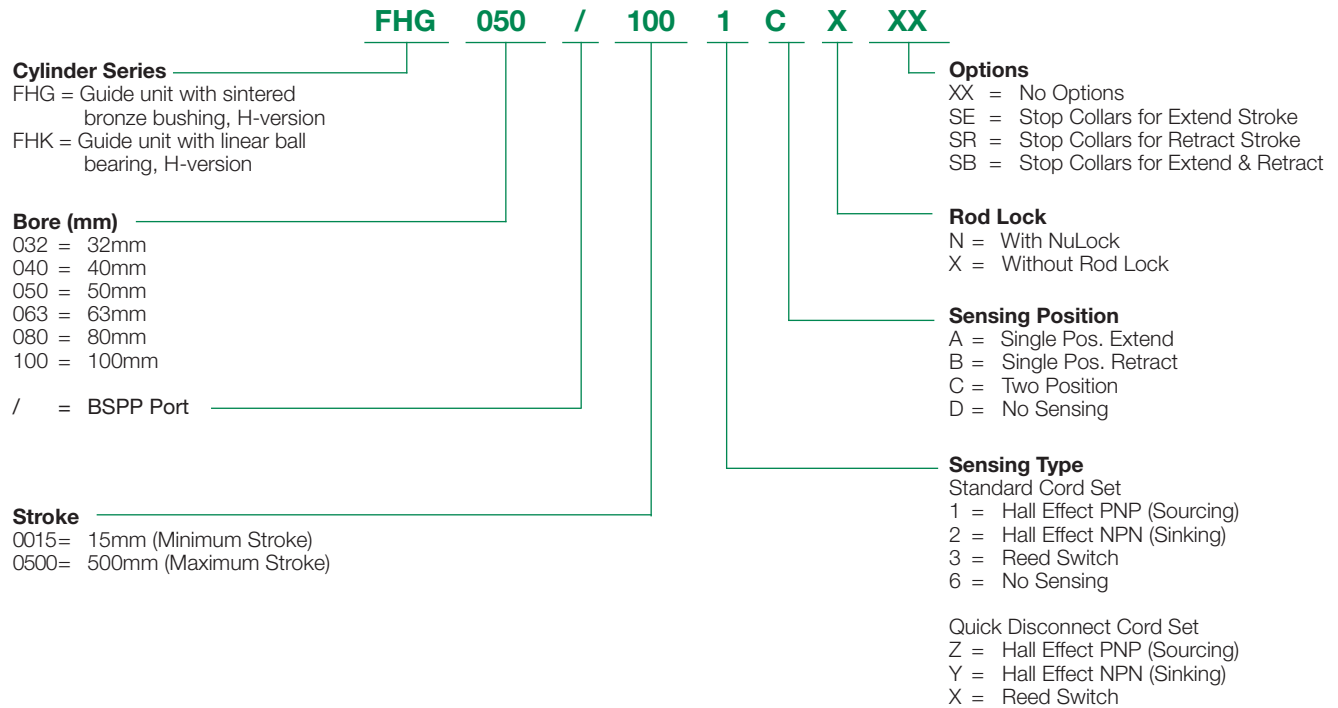 FHG 050 / 100 1 C X XX
Cylinder Series
FHG = Guide unit with sintered
bronze bushing, H-version
FHK = Guide unit with linear ball
bearing, H-version
Bore (mm)
032 = 32mm
040 = 40mm
050 = 50mm
063 = 63mm
080 = 80mm
100 = 100mm
/ = BSPP Port
Stroke
0015= 15mm (Minimum Stroke)
0500= 500mm (Maximum Stroke)
Options
XX = No Options
SE = Stop Collars for Extend Stroke
SR = Stop Collars for Retract Stroke
SB = Stop Collars for Extend & Retract
Rod Lock
N = With NuLock
X = Without Rod Lock
Sensing Position
A = Single Pos. Extend
B = Single Pos. Retract
C = Two Position
D = No Sensing
Sensing Type
Standard Cord Set
1 = Hall Effect PNP (Sourcing)
2 = Hall Effect NPN (Sinking)
3 = Reed Switch
6 = No Sensing
Quick Disconnect Cord Set
Z = Hall Effect PNP (Sourcing)
Y = Hall Effect NPN (Sinking)
X = Reed Switch